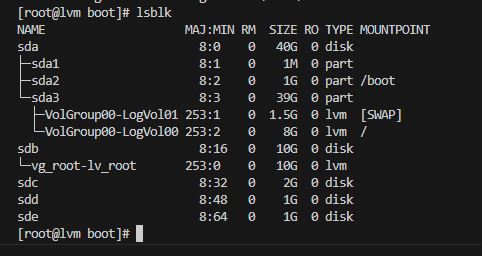 [root@lvm boot]# lsblk
NAME                    MAJ:MIN RM  SIZE RO TYPE MOUNTPOINT
sda                       8:0    0   40G  0 disk
├─sda1                    8:1    0    1M  0 part
├─sda2                    8:2    0    1G  0 part /boot
└─sda3                    8:3    0   39G  0 part
  ├─VolGroup00-LogVol01 253:1    0  1.5G  0 lvm  [SWAP]
  └─VolGroup00-LogVol00 253:2    0    8G  0 lvm  /
sdb                       8:16   0   10G  0 disk
└─vg_root-lv_root       253:0    0   10G  0 lvm
sdc                       8:32   0    2G  0 disk
sdd                       8:48   0    1G  0 disk
sde                       8:64   0    1G  0 disk
[root@lvm boot]#